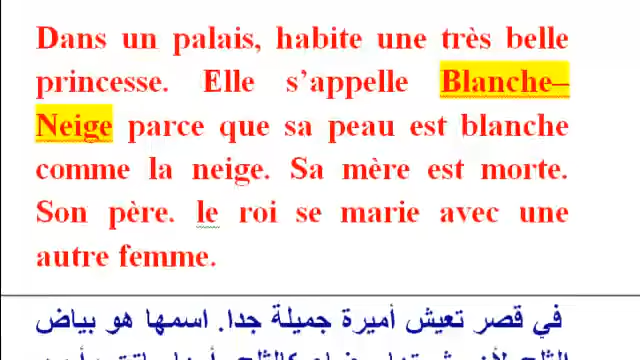 Dans un palais, habite une très belle
princesse. Elle s’appelle Blanche–
Neige parce que sa peau est blanche
comme la neige. Sa mère est morte.
Son père. le roi se marie avec une
autre femme.
في قصر تعيش أميرة جميلة جدا. اسمها هو بياض